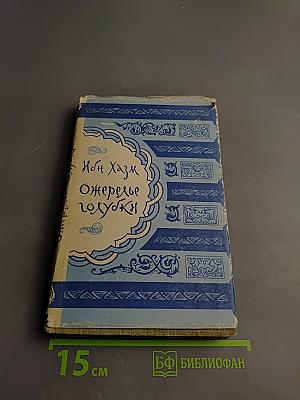 Ибн Хазм
Ожерелье
голубки
15 см
БФ БИБЛИОФАН